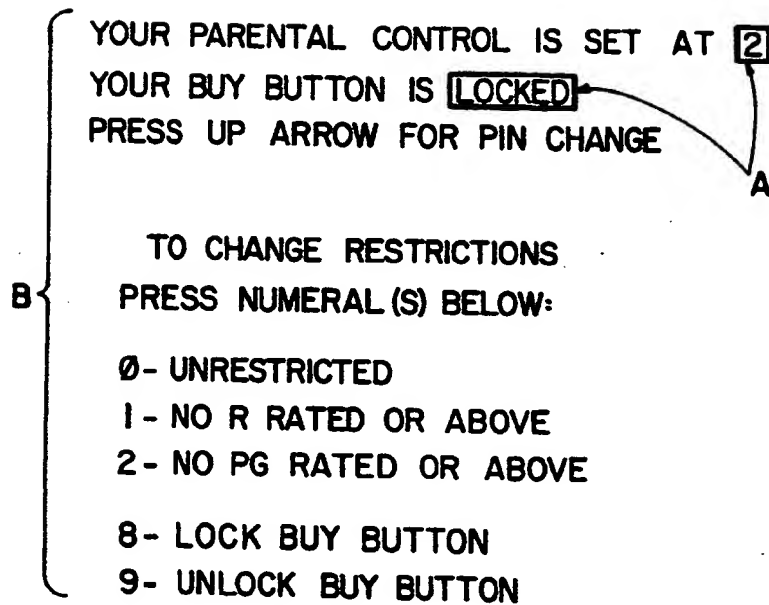 YOUR PARENTAL CONTROL IS SET AT 2
YOUR BUY BUTTON IS LOCKED
PRESS UP ARROW FOR PIN CHANGE
A
TO CHANGE RESTRICTIONS
B
PRESS NUMERAL(S) BELOW:
Ø- UNRESTRICTED
1- NO R RATED OR ABOVE
2- NO PG RATED OR ABOVE
8- LOCK BUY BUTTON
9- UNLOCK BUY BUTTON